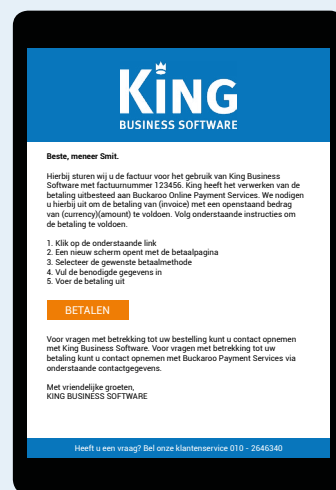 KING
BUSINESS SOFTWARE
Beste, meneer Smit.
Hierbij sturen wij u de factuur voor het gebruik van King Business
Software met factuurnummer 123456. King heeft het verwerken van de
betaling uitbesteed aan Buckaroo Online Payment Services. We nodigen
u hierbij uit om de betaling van (invoice) met een openstaand bedrag
van (currency)(amount) te voldoen. Volg onderstaande instructies om
de betaling te voldoen.
1. Klik op de onderstaande link
2. Een nieuw scherm opent met de betaalpagina
3. Selecteer de gewenste betaalmethode
4. Vul de benodigde gegevens in
5. Voer de betaling uit
BETALEN
Voor vragen met betrekking tot uw bestelling kunt u contact opnemen
met King Business Software. Voor vragen met betrekking tot uw
betaling kunt u contact opnemen met Buckaroo Payment Services via
onderstaande contactgegevens.
Met vriendelijke groeten,
KING BUSINESS SOFTWARE
Heeft u een vraag? Bel onze klantenservice 010 - 2646340